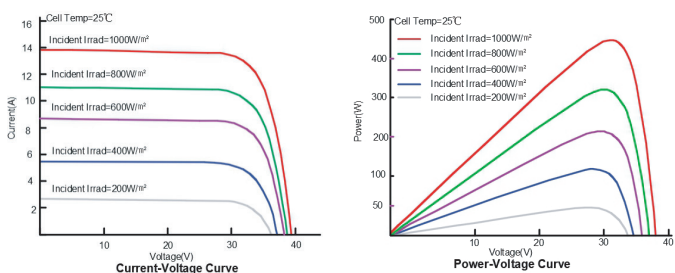 Cell Temp=25℃
16
14
12
10
8
6
4
2
Current(A)
Incident Irrad=1000W/m²
Incident Irrad=800W/m²
Incident Irrad=600W/m²
Incident Irrad=400W/m²
Incident Irrad=200W/m²
10 20 30 40
Voltage(V)
Current-Voltage Curve
Cell Temp=25℃
500
400
300
200
100
50
Power(W)
Incident Irrad=1000W/m²
Incident Irrad=800W/m²
Incident Irrad=600W/m²
Incident Irrad=400W/m²
Incident Irrad=200W/m²
10 20 30 40
Voltage(V)
Power-Voltage Curve